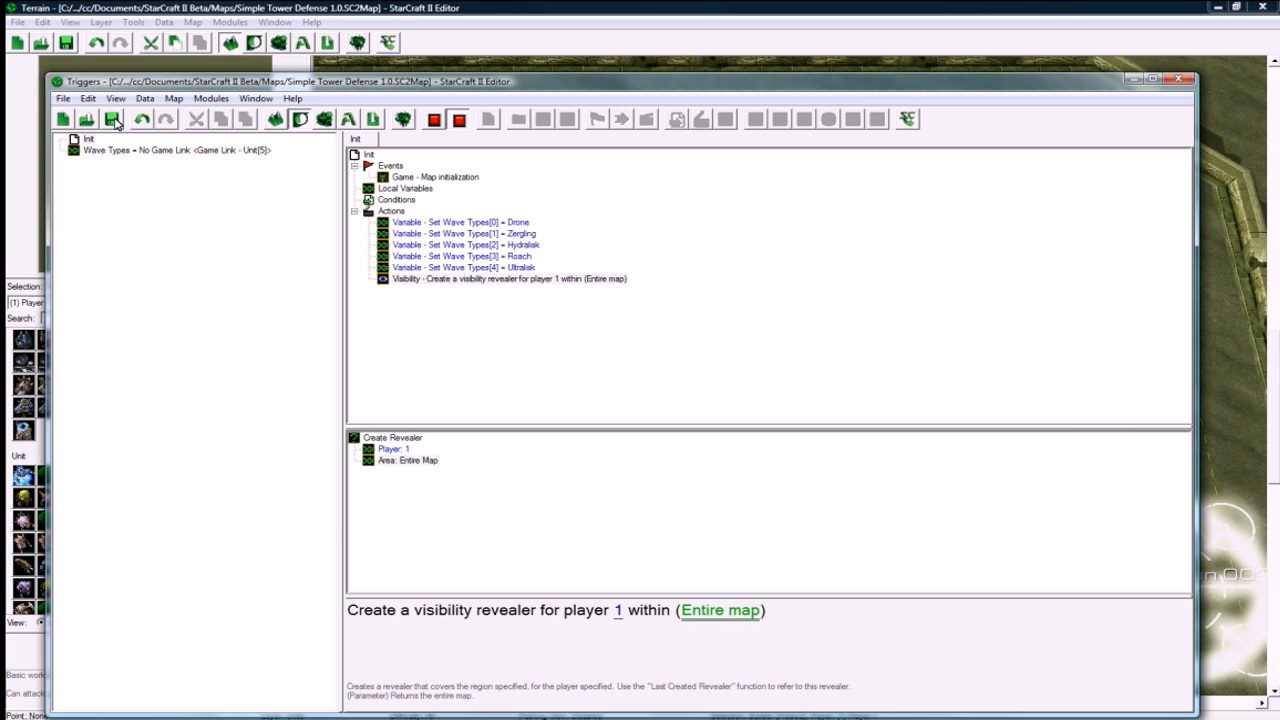 Terrain - [C:/.../cc/Documents/StarCraft II Beta/Maps/Simple Tower Defense 1.0.SC2Map] - StarCraft II Editor
File Edit View Layer Tools Data Map Modules Window Help
Triggers - [C:/.../cc/Documents/StarCraft II Beta/Maps/Simple Tower Defense 1.0.SC2Map] - StarCraft II Editor
File Edit View Data Map Modules Window Help
Init
Wave Types = No Game Link <Game Link - Unit[5]>
Init
Init
Events
Game - Map initialization
Local Variables
Conditions
Actions
Variable - Set Wave Types[0] = Drone
Variable - Set Wave Types[1] = Zergling
Variable - Set Wave Types[2] = Hydralisk
Variable - Set Wave Types[3] = Roach
Variable - Set Wave Types[4] = Ultralisk
Visibility - Create a visibility revealer for player 1 within (Entire map)
Selection:
(1) Player
Search:
Unit
View:
Create Revealer
Player: 1
Area: Entire Map
Create a visibility revealer for player 1 within (Entire map)
Creates a revealer that covers the region specified, for the player specified. Use the "Last Created Revealer" function to refer to this revealer.
(Parameter) Returns the entire map.
Can attack
Point: None